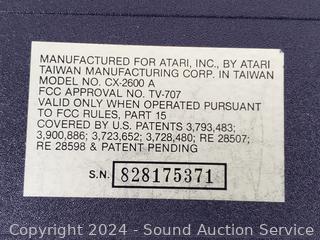 MANUFACTURED FOR ATARI, INC., BY ATARI
TAIWAN MANUFACTURING CORP. IN TAIWAN
MODEL NO. CX-2600 A
FCC APPROVAL NO. TV-707
VALID ONLY WHEN OPERATED PURSUANT
TO FCC RULES, PART 15
COVERED BY U.S. PATENTS 3,793,483;
3,900,886; 3,723,652; 3,728,480; RE 28507;
RE 28598 & PATENT PENDING
S.N. 828175371
Copyright 2024 - Sound Auction Service